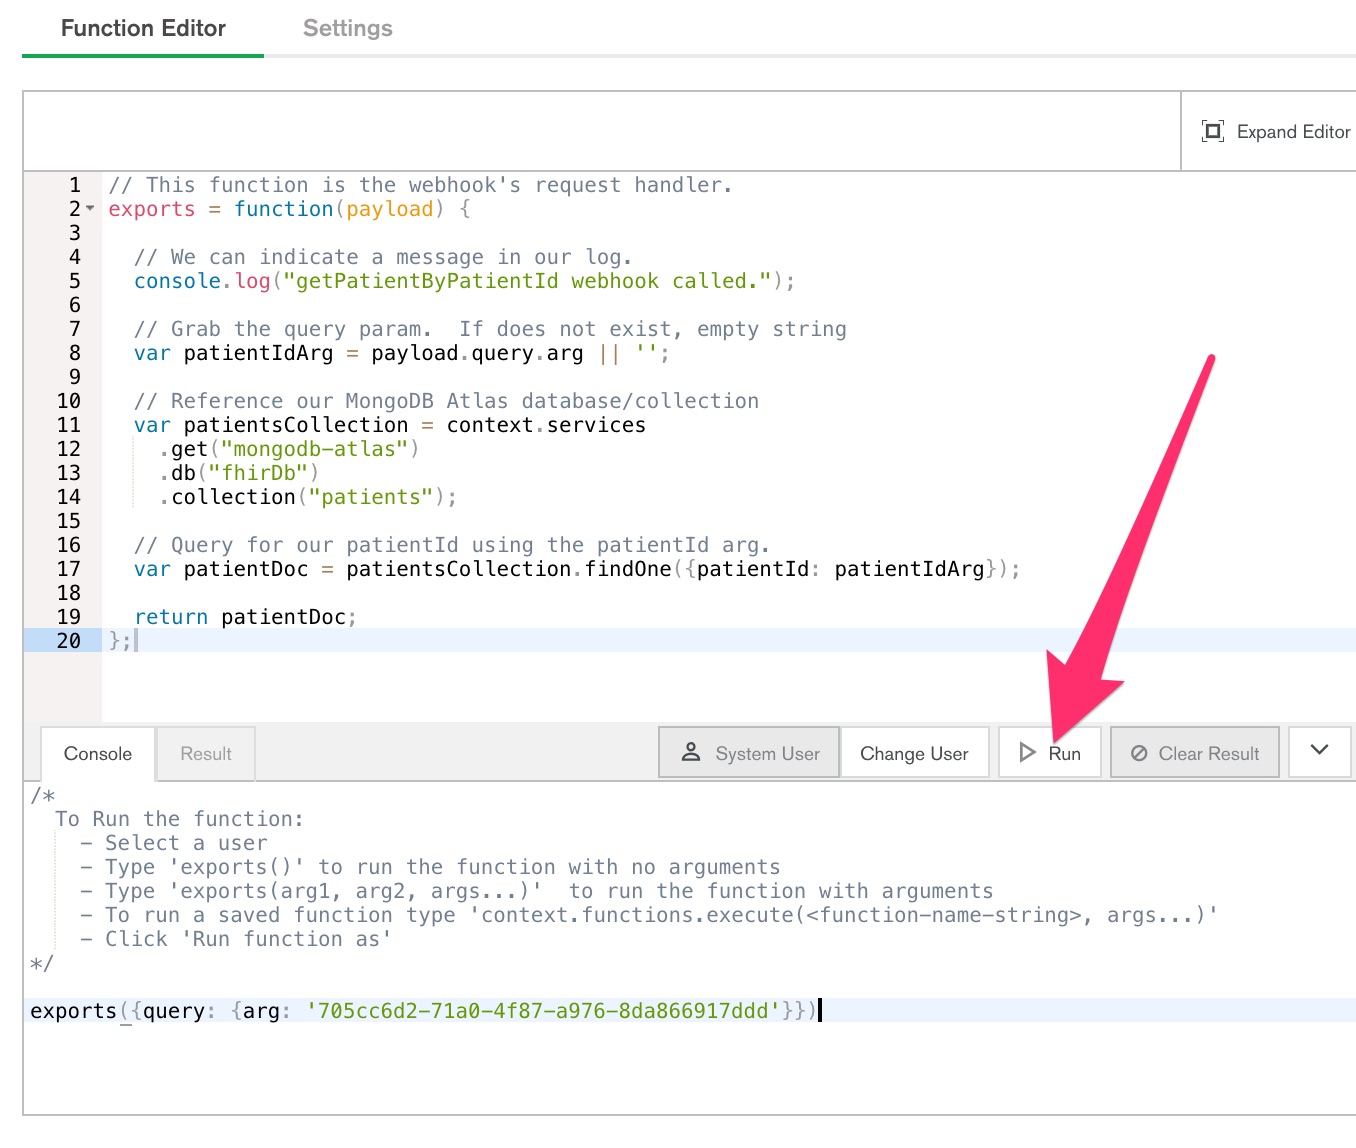 Function Editor Settings
Expand Editor
1 // This function is the webhook's request handler.
2 exports = function(payload) {
3
4 // We can indicate a message in our log.
5 console.log("getPatientByPatientId webhook called.");
6
7 // Grab the query param.  If does not exist, empty string
8 var patientIdArg = payload.query.arg || '';
9
10 // Reference our MongoDB Atlas database/collection
11 var patientsCollection = context.services
12 .get("mongodb-atlas")
13 .db("fhirDb")
14 .collection("patients");
15
16 // Query for our patientId using the patientId arg.
17 var patientDoc = patientsCollection.findOne({patientId: patientIdArg});
18
19 return patientDoc;
20 };
Console Result System User Change User Run Clear Result
/*
To Run the function:
- Select a user
- Type 'exports()' to run the function with no arguments
- Type 'exports(arg1, arg2, args...)'  to run the function with arguments
- To run a saved function type 'context.functions.execute(<function-name-string>, args...)'
- Click 'Run function as'
*/
exports({query: {arg: '705cc6d2-71a0-4f87-a976-8da866917ddd'}})